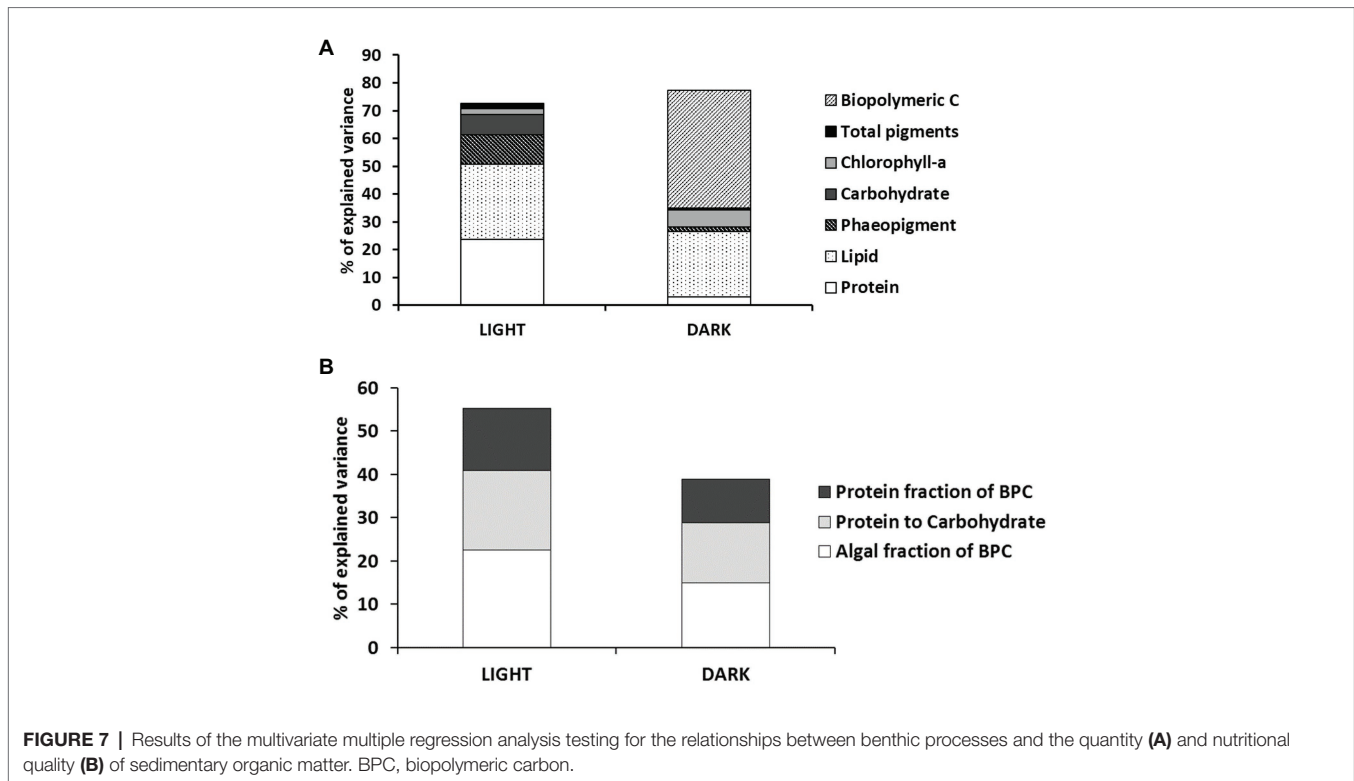 A
% of explained variance
90
80
70
60
50
40
30
20
10
0
LIGHT
DARK
Biopolymeric C
Total pigments
Chlorophyll-a
Carbohydrate
Phaeopigment
Lipid
Protein
B
% of explained variance
60
50
40
30
20
10
0
LIGHT
DARK
Protein fraction of BPC
Protein to Carbohydrate
Algal fraction of BPC
FIGURE 7 | Results of the multivariate multiple regression analysis testing for the relationships between benthic processes and the quantity (A) and nutritional
quality (B) of sedimentary organic matter. BPC, biopolymeric carbon.